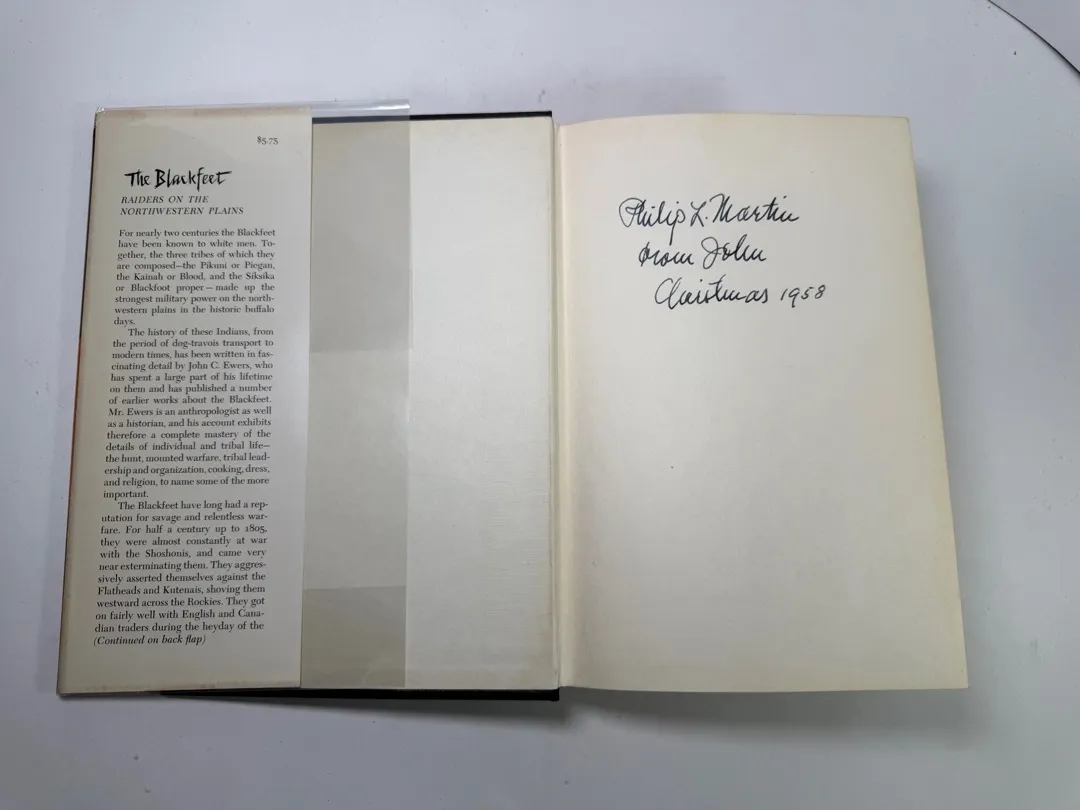 $5.75
The Blackfeet
RAIDERS ON THE
NORTHWESTERN PLAINS
For nearly two centuries the Blackfeet
have been known to white men. To-
gether, the three tribes of which they
are composed—the Pikuni or Piegan,
the Kainah or Blood, and the Siksika
or Blackfoot proper—made up the
strongest military power on the north-
western plains in the historic buffalo
days.
The history of these Indians, from
the period of dog-travois transport to
modern times, has been written in fas-
cinating detail by John C. Ewers, who
has spent a large part of his lifetime
on them and has published a number
of earlier works about the Blackfeet.
Mr. Ewers is an anthropologist as well
as a historian, and his account exhibits
therefore a complete mastery of the
details of individual and tribal life—
the hunt, mounted warfare, tribal lead-
ership and organization, cooking, dress,
and religion, to name some of the more
important.
The Blackfeet have long had a rep-
utation for savage and relentless war-
fare. For half a century up to 1805,
they were almost constantly at war
with the Shoshonis, and came very
near exterminating them. They aggres-
sively asserted themselves against the
Flatheads and Kutenais, shoving them
westward across the Rockies. They got
on fairly well with English and Cana-
dian traders during the heyday of the
(Continued on back flap)
Philip L. Martin
from John
Christmas 1958